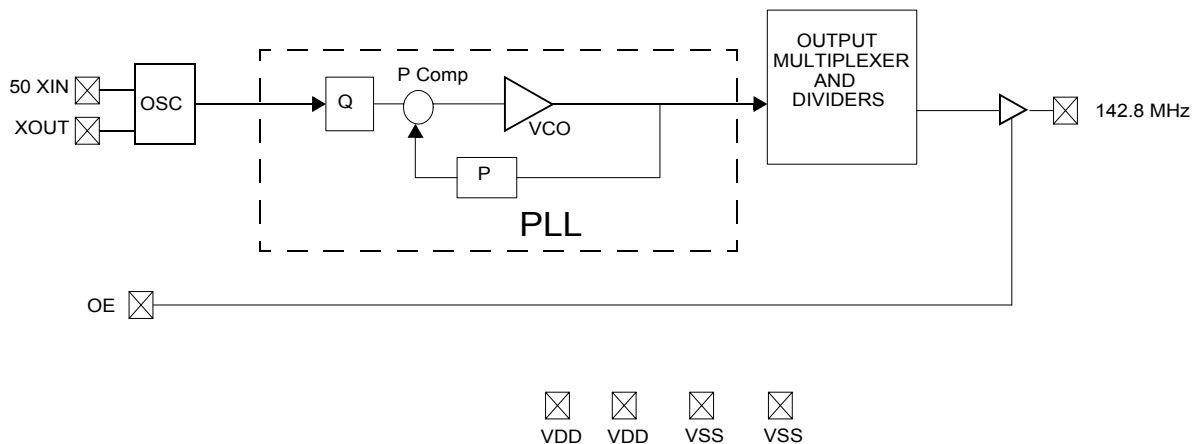 50 XIN
XOUT
OSC
Q
P Comp
VCO
P
PLL
OUTPUT
MULTIPLEXER
AND
DIVIDERS
142.8 MHz
OE
VDD VDD VSS VSS